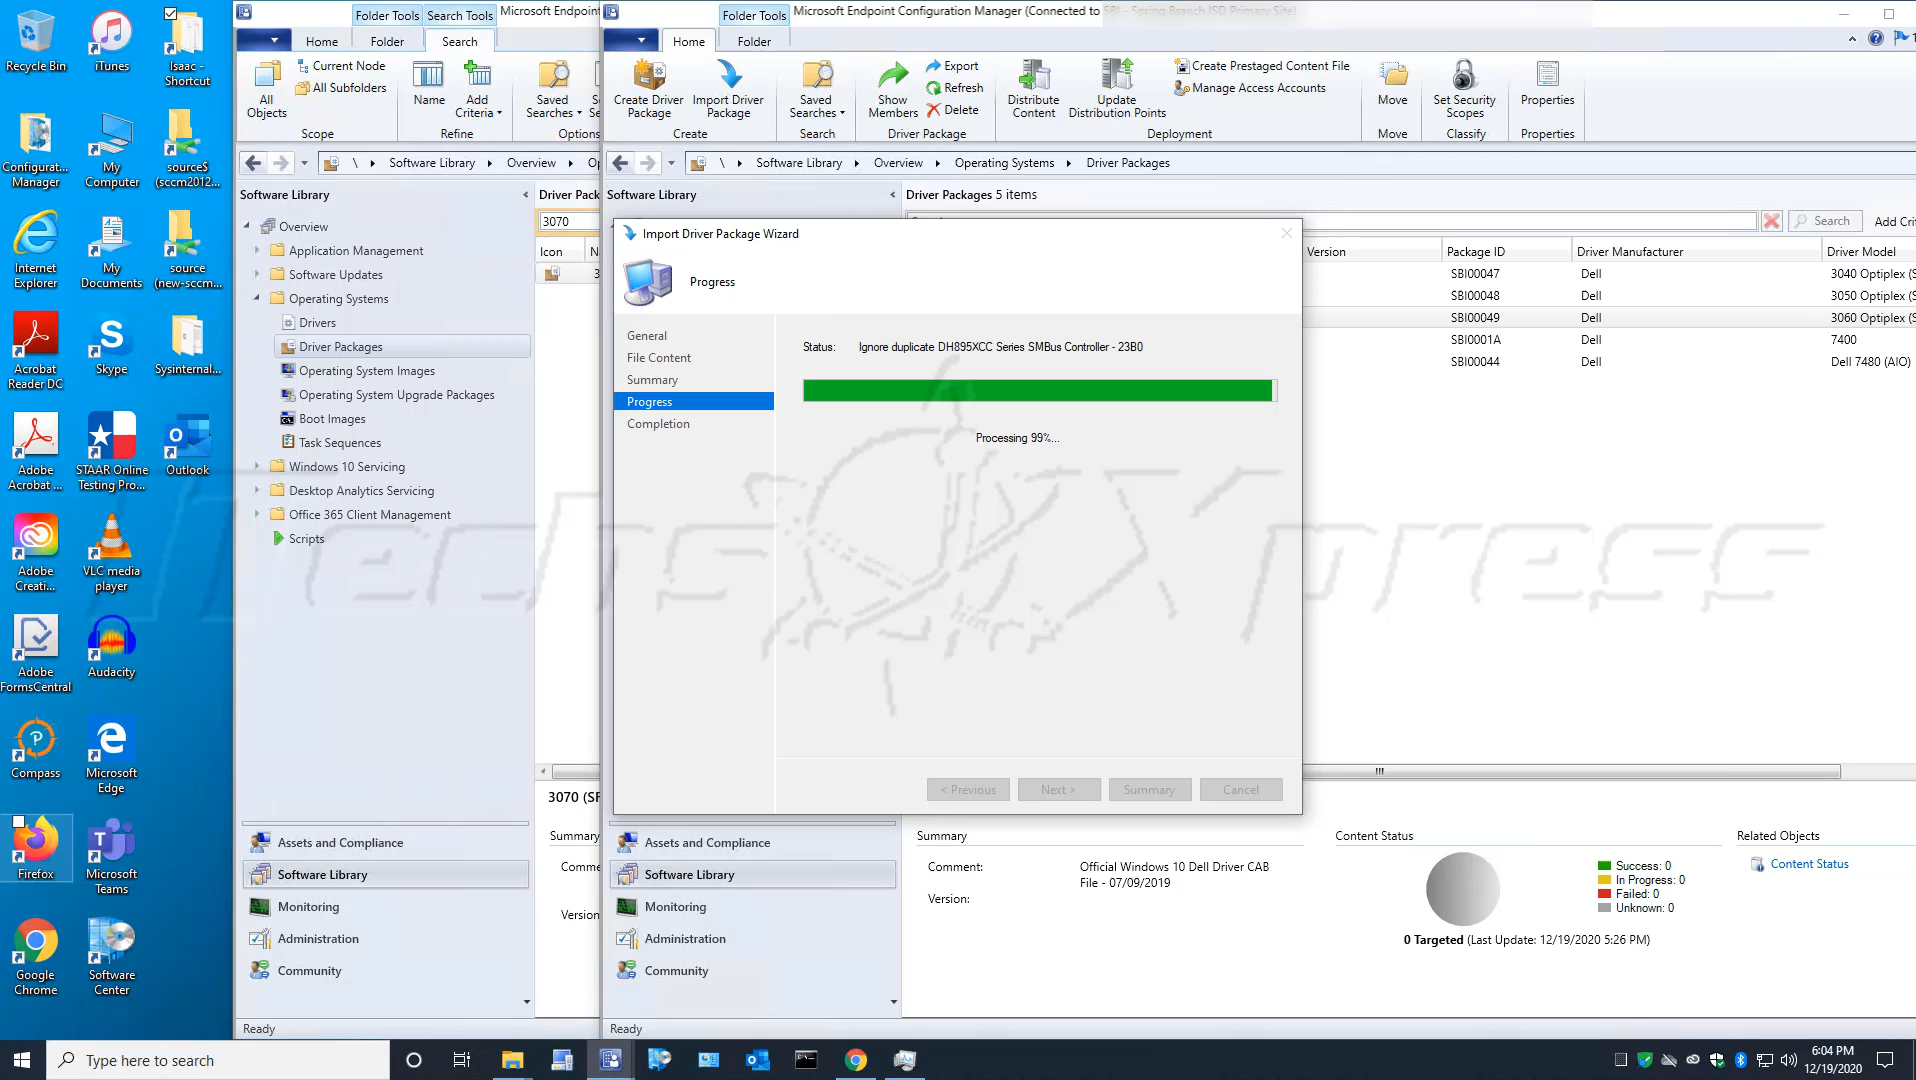 Recycle Bin
iTunes
Isaac -
Shortcut
Configurat...
Manager
My
Computer
source$
(sccm2012...
Internet
Explorer
My
Documents
source
(new-sccm...
Acrobat
Reader DC
Skype
Sysinternal...
Adobe
Acrobat ...
STAAR Online
Testing Pro...
Outlook
Adobe
Creati...
VLC media
player
Adobe
FormsCentral
Audacity
Compass
Microsoft
Edge
Firefox
Microsoft
Teams
Google
Chrome
Software
Center
Folder Tools
Search Tools
Microsoft Endpoint
Home
Folder
Search
All
Objects
Current Node
All Subfolders
Scope
Name
Add
Criteria
Refine
Saved
Searches
Options
\ Software Library Overview
Software Library
Overview
Application Management
Software Updates
Operating Systems
Drivers
Driver Packages
Operating System Images
Operating System Upgrade Packages
Boot Images
Task Sequences
Windows 10 Servicing
Desktop Analytics Servicing
Office 365 Client Management
Scripts
Assets and Compliance
Software Library
Monitoring
Administration
Community
Ready
Driver Pack
3070
Icon N
3
3070 (SF
Summary
Comme
Version
Folder Tools
Microsoft Endpoint Configuration Manager (Connected to SBI - Spring Branch ISD Primary Site)
Home
Folder
Create Driver
Package
Import Driver
Package
Create
Saved
Searches
Search
Show
Members
Export
Refresh
Delete
Driver Package
Distribute
Content
Update
Distribution Points
Create Prestaged Content File
Manage Access Accounts
Deployment
Move
Move
Set Security
Scopes
Classify
Properties
Properties
\ Software Library Overview Operating Systems Driver Packages
Software Library
Driver Packages 5 items
Search
Add Crit
Version Package ID Driver Manufacturer Driver Model
SBI00047 Dell 3040 Optiplex (S
SBI00048 Dell 3050 Optiplex (S
SBI00049 Dell 3060 Optiplex (S
SBI0001A Dell 7400
SBI00044 Dell Dell 7480 (AIO)
Import Driver Package Wizard
Progress
General
File Content
Summary
Progress
Completion
Status: Ignore duplicate DH895XCC Series SMBus Controller - 23B0
Processing 99%...
< Previous
Next >
Summary
Cancel
TechsXpress
Assets and Compliance
Software Library
Monitoring
Administration
Community
Ready
Summary
Comment: Official Windows 10 Dell Driver CAB
File - 07/09/2019
Version:
Content Status
Success: 0
In Progress: 0
Failed: 0
Unknown: 0
0 Targeted (Last Update: 12/19/2020 5:26 PM)
Related Objects
Content Status
Type here to search
6:04 PM
12/19/2020